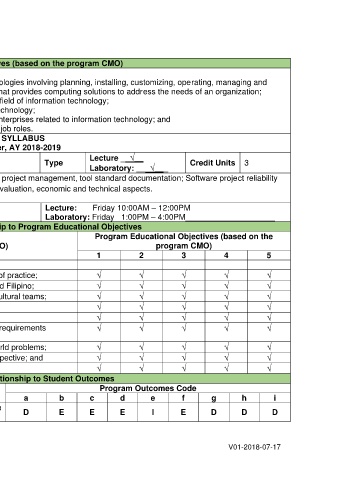 ves (based on the program CMO)
ologies involving planning, installing, customizing, operating, managing and
hat provides computing solutions to address the needs of an organization;
field of information technology;
chnology;
nterprises related to information technology; and
job roles.
SYLLABUS
er, AY 2018-2019
Type Lecture √ Laboratory: √ Credit Units 3
project management, tool standard documentation; Software project reliability
valuation, economic and technical aspects.
Lecture: Friday 10:00AM – 12:00PM
Laboratory: Friday 1:00PM – 4:00PM
ip to Program Educational Objectives
O) Program Educational Objectives (based on the
program CMO)
1 2 3 4 5
of practice; √ √ √ √ √
d Filipino; √ √ √ √ √
ultural teams; √ √ √ √ √
√ √ √ √ √
√ √ √ √ √
requirements √ √ √ √ √
rld problems; √ √ √ √ √
pective; and √ √ √ √ √
√ √ √ √ √
ationship to Student Outcomes
Program Outcomes Code
a b c d e f g h i
D E E E I E D D D
V01-2018-07-17